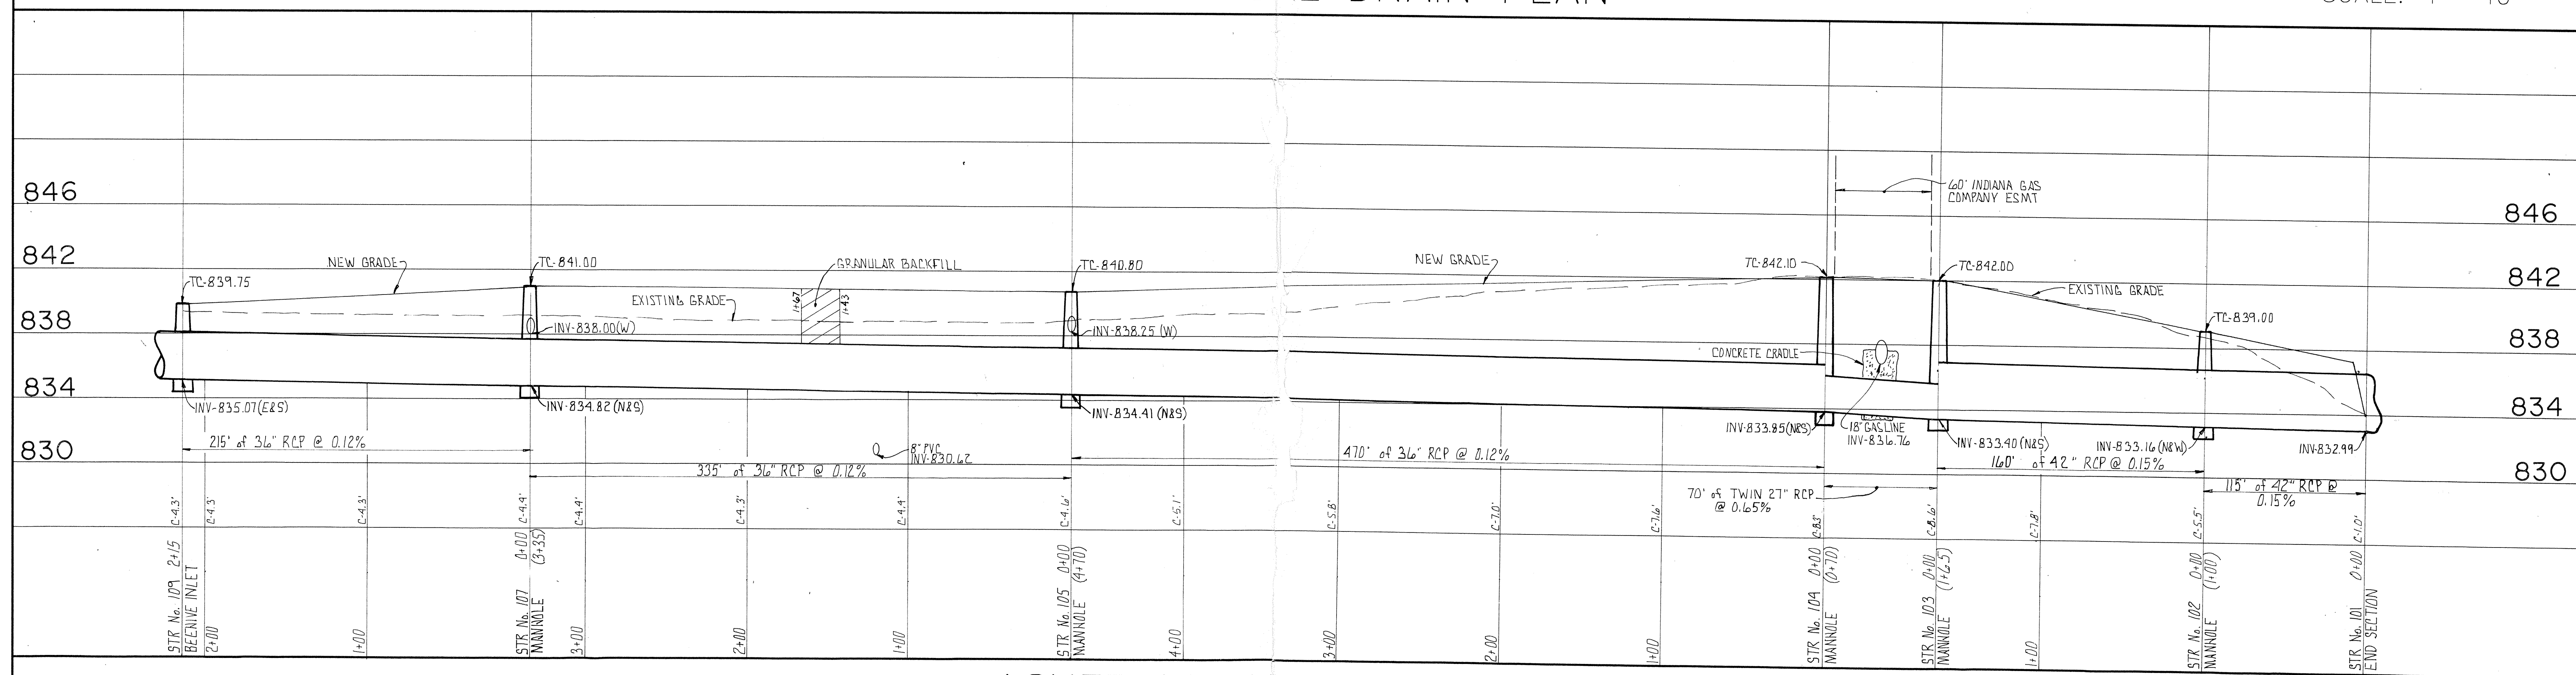 846
842
838
834
830
846
842
838
834
830
60' INDIANA GAS
COMPANY ESMT
TC-839.75
NEW GRADE
TC-841.00
EXISTING GRADE
GRANULAR BACKFILL
1+67
1+43
TC-840.80
NEW GRADE
TC-842.10
TC-842.00
EXISTING GRADE
TC-839.00
INV-838.00(W)
INV-838.25 (W)
CONCRETE CRADLE
INV-835.07(E&S)
INV-834.82 (N&S)
INV-834.41 (N&S)
INV-833.85(N&S)
18" GASLINE
INV-836.76
INV-833.40 (N&S)
INV-833.16 (N&W)
INV-832.99
215' of 36" RCP @ 0.12%
335' of 36" RCP @ 0.12%
8" PVC
INV-830.62
470' of 36" RCP @ 0.12%
70' of TWIN 27" RCP
@ 0.65%
160' of 42" RCP @ 0.15%
115' of 42" RCP @
0.15%
C-4.3'
C-4.3'
C-4.3'
C-4.4'
C-4.4'
C-4.3'
C-4.4'
C-4.6'
C-5.1'
C-5.8'
C-7.0'
C-7.6'
C-8.3'
C-8.6'
C-7.8'
C-5.5'
C-1.0'
STR No. 109 2+15
BEEHIVE INLET
2+00
1+00
STR No. 107 0+00
MANHOLE (3+35)
3+00
2+00
1+00
STR No. 105 0+00
MANHOLE (4+70)
4+00
3+00
2+00
1+00
STR No. 104 0+00
MANHOLE (0+70)
STR No. 103 0+00
MANHOLE (1+65)
1+00
STR No. 102 0+00
MANHOLE (1+00)
STR No. 101 0+00
END SECTION